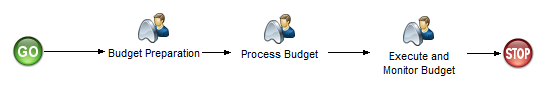 GO
Budget Preparation
Process Budget
Execute and
Monitor Budget
STOP